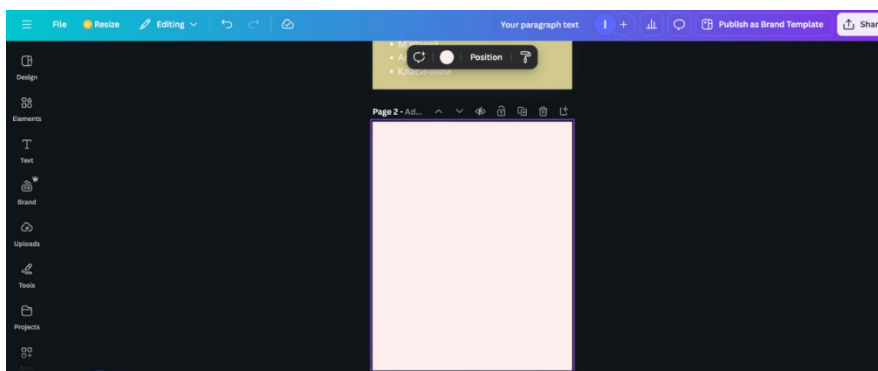 File Resize Editing Your paragraph text I + Publish as Brand Template Shar
Design
Elements
Text
Brand
Uploads
Tools
Projects
Position
• Класичний
Page 2 - Ad...